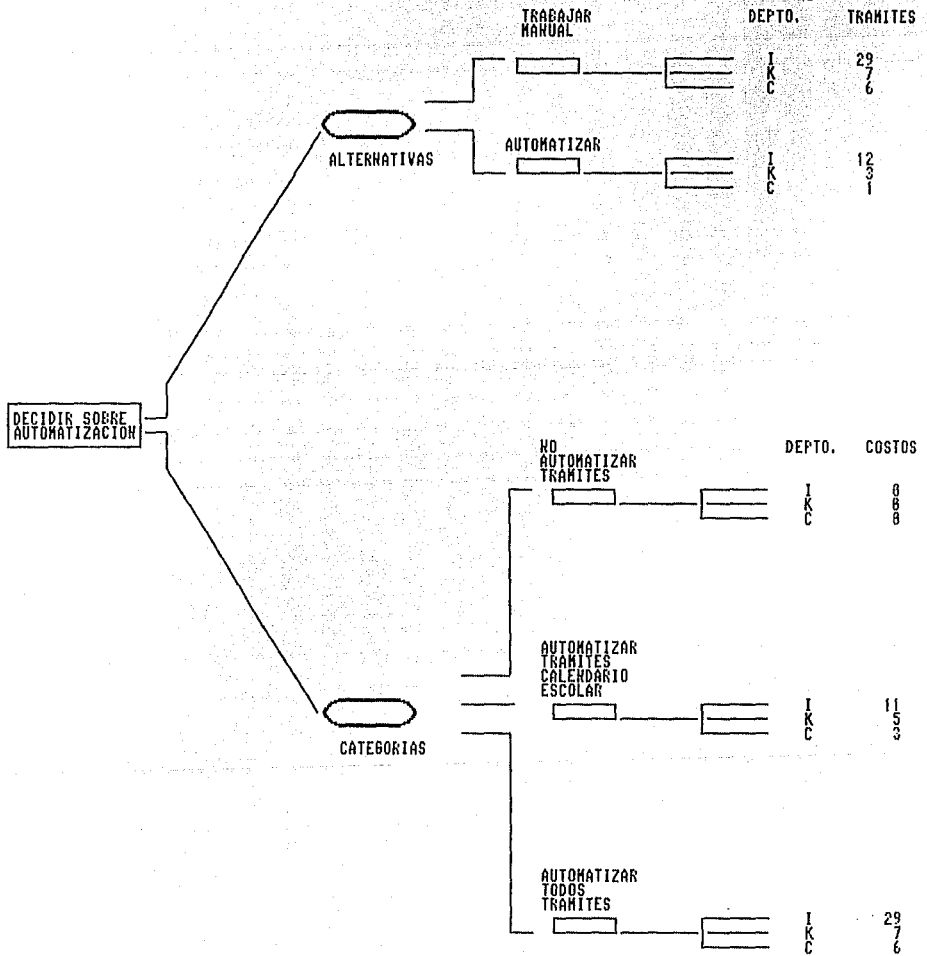 TRABAJAR DEPTO. TRAMITES
MANUAL
I 29
K 7
C 6
ALTERNATIVAS
AUTOMATIZAR
I 12
K 3
C 1
DECIDIR SOBRE
AUTOMATIZACION
NO DEPTO. COSTOS
AUTOMATIZAR
TRAMITES
I 0
K 0
C 0
AUTOMATIZAR
TRAMITES
CALENDARIO
ESCOLAR
I 11
K 5
C 3
CATEGORIAS
AUTOMATIZAR
TODOS
TRAMITES
I 29
K 7
C 6